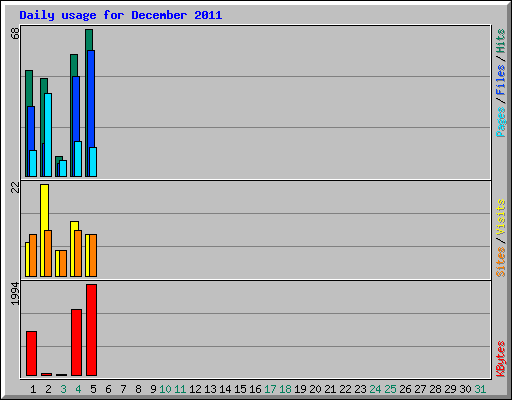 Daily usage for December 2011
68
Pages / Files / Hits
22
Sites / Visits
1994
KBytes
1 2 3 4 5 6 7 8 9 10 11 12 13 14 15 16 17 18 19 20 21 22 23 24 25 26 27 28 29 30 31